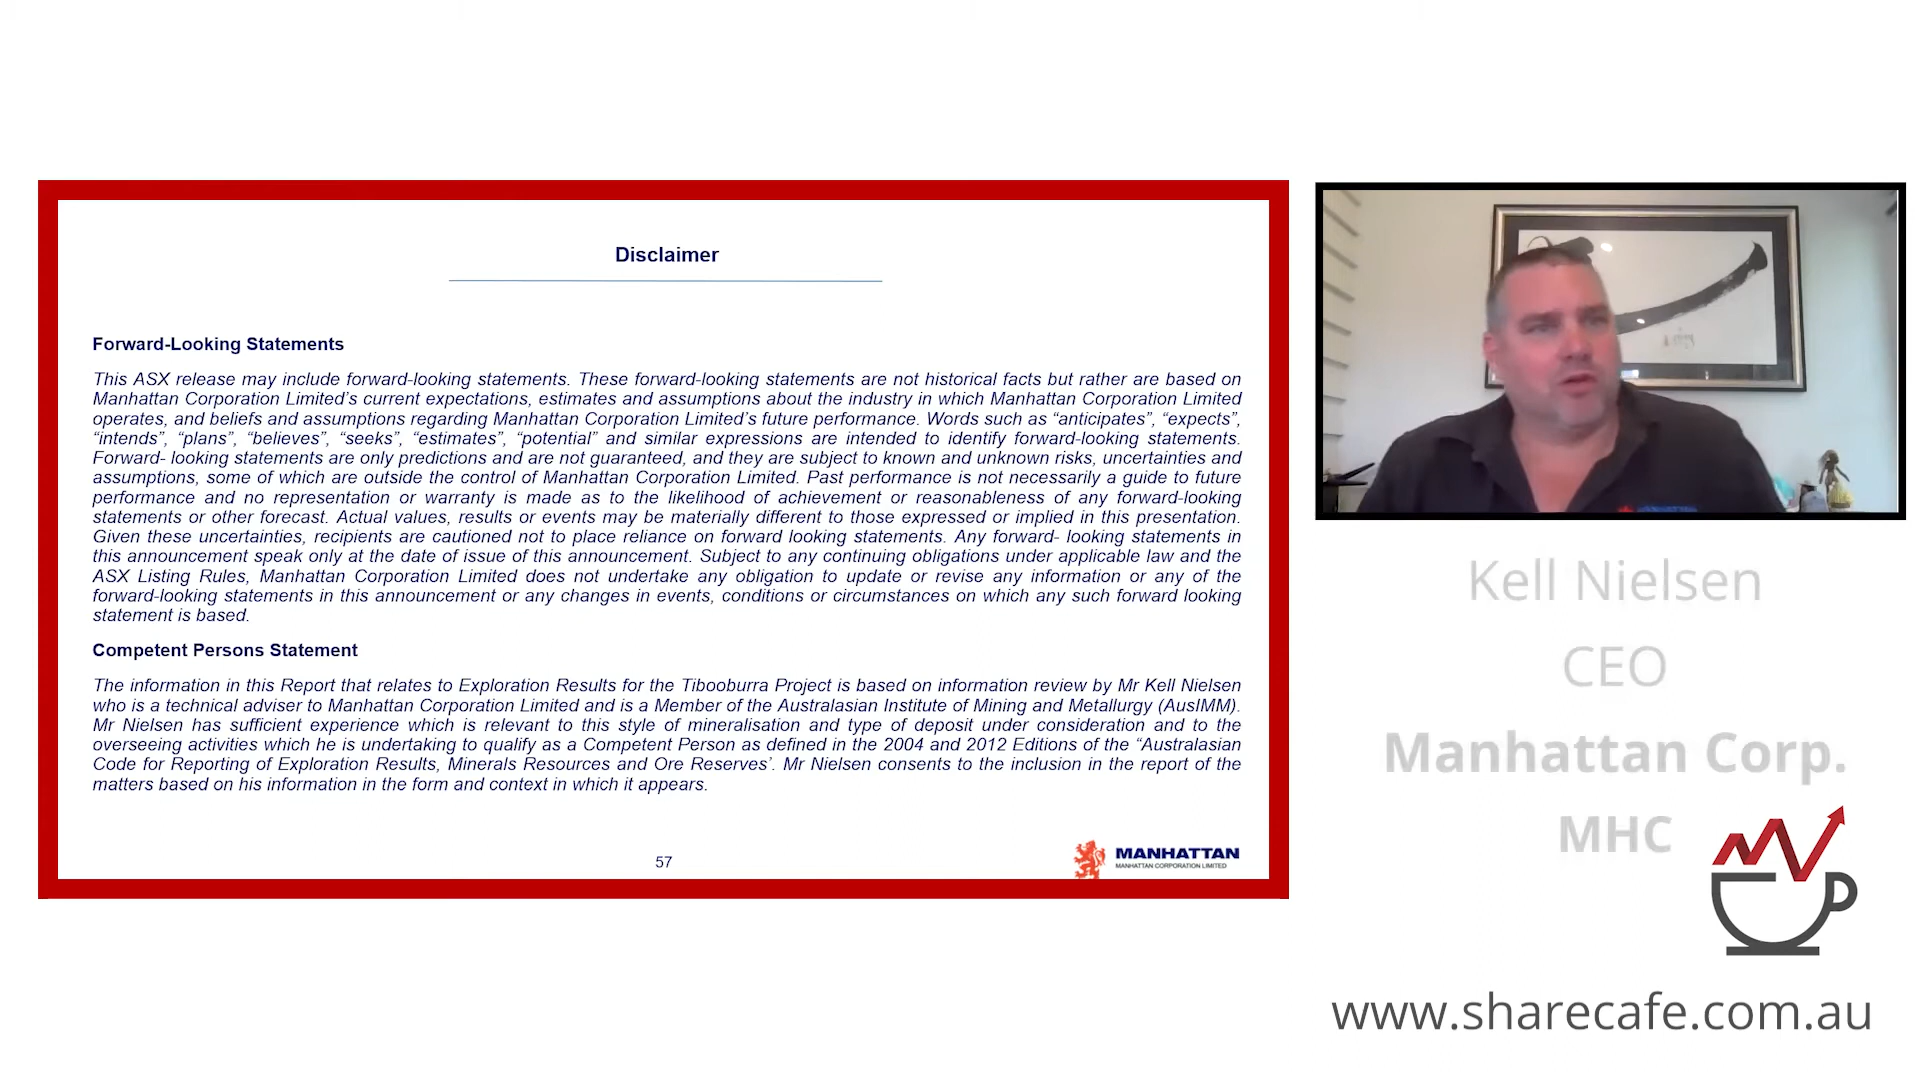 Disclaimer
Forward-Looking Statements
This ASX release may include forward-looking statements. These forward-looking statements are not historical facts but rather are based on
Manhattan Corporation Limited’s current expectations, estimates and assumptions about the industry in which Manhattan Corporation Limited
operates, and beliefs and assumptions regarding Manhattan Corporation Limited’s future performance. Words such as “anticipates”, “expects”,
“intends”, “plans”, “believes”, “seeks”, “estimates”, “potential” and similar expressions are intended to identify forward-looking statements.
Forward- looking statements are only predictions and are not guaranteed, and they are subject to known and unknown risks, uncertainties and
assumptions, some of which are outside the control of Manhattan Corporation Limited. Past performance is not necessarily a guide to future
performance and no representation or warranty is made as to the likelihood of achievement or reasonableness of any forward-looking
statements or other forecast. Actual values, results or events may be materially different to those expressed or implied in this presentation.
Given these uncertainties, recipients are cautioned not to place reliance on forward looking statements. Any forward- looking statements in
this announcement speak only at the date of issue of this announcement. Subject to any continuing obligations under applicable law and the
ASX Listing Rules, Manhattan Corporation Limited does not undertake any obligation to update or revise any information or any of the
forward-looking statements in this announcement or any changes in events, conditions or circumstances on which any such forward looking
statement is based.
Competent Persons Statement
The information in this Report that relates to Exploration Results for the Tibooburra Project is based on information review by Mr Kell Nielsen
who is a technical adviser to Manhattan Corporation Limited and is a Member of the Australasian Institute of Mining and Metallurgy (AusIMM).
Mr Nielsen has sufficient experience which is relevant to this style of mineralisation and type of deposit under consideration and to the
overseeing activities which he is undertaking to qualify as a Competent Person as defined in the 2004 and 2012 Editions of the “Australasian
Code for Reporting of Exploration Results, Minerals Resources and Ore Reserves’. Mr Nielsen consents to the inclusion in the report of the
matters based on his information in the form and context in which it appears.
57
MANHATTAN
MANHATTAN CORPORATION LIMITED
Kell Nielsen
CEO
Manhattan Corp.
MHC
www.sharecafe.com.au